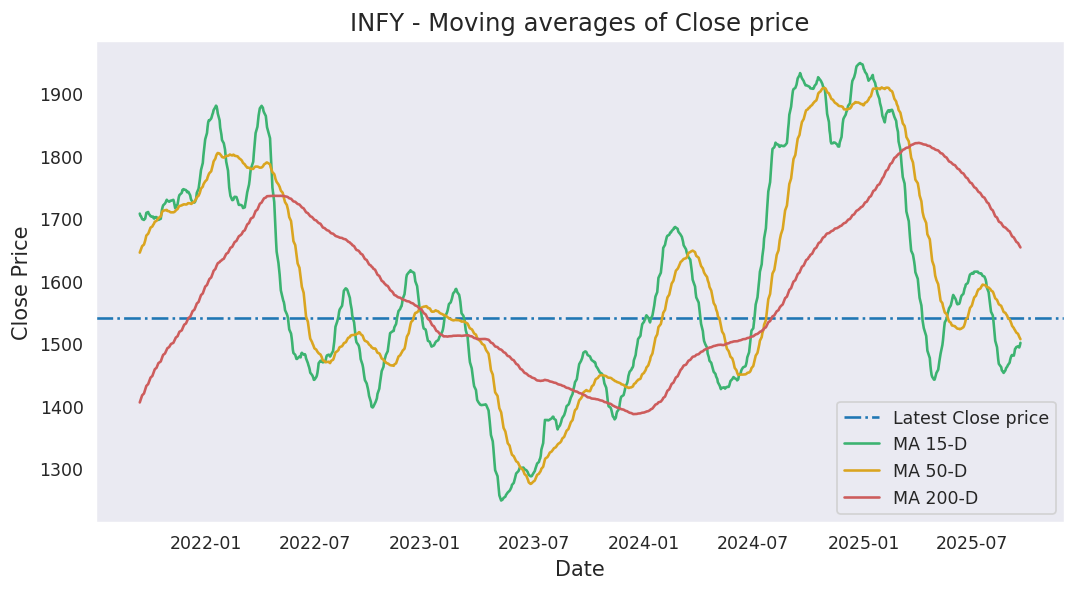 INFY - Moving averages of Close price
Close Price
1900
1800
1700
1600
1500
1400
1300
2022-01 2022-07 2023-01 2023-07 2024-01 2024-07 2025-01 2025-07
Date
Latest Close price
MA 15-D
MA 50-D
MA 200-D